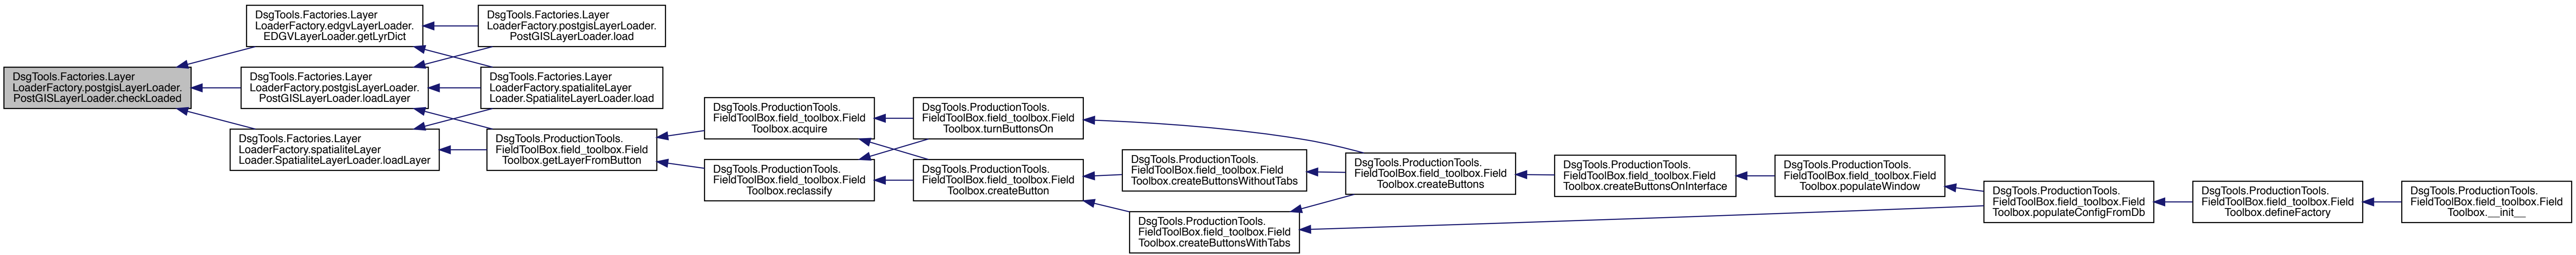 DsgTools.Factories.Layer
LoaderFactory.postgisLayerLoader.
PostGISLayerLoader.checkLoaded
DsgTools.Factories.Layer
LoaderFactory.edgvLayerLoader.
EDGVLayerLoader.getLyrDict
DsgTools.Factories.Layer
LoaderFactory.postgisLayerLoader.
PostGISLayerLoader.loadLayer
DsgTools.Factories.Layer
LoaderFactory.spatialiteLayer
Loader.SpatialiteLayerLoader.loadLayer
DsgTools.Factories.Layer
LoaderFactory.postgisLayerLoader.
PostGISLayerLoader.load
DsgTools.Factories.Layer
LoaderFactory.spatialiteLayer
Loader.SpatialiteLayerLoader.load
DsgTools.ProductionTools.
FieldToolBox.field_toolbox.Field
Toolbox.getLayerFromButton
DsgTools.ProductionTools.
FieldToolBox.field_toolbox.Field
Toolbox.acquire
DsgTools.ProductionTools.
FieldToolBox.field_toolbox.Field
Toolbox.reclassify
DsgTools.ProductionTools.
FieldToolBox.field_toolbox.Field
Toolbox.turnButtonsOn
DsgTools.ProductionTools.
FieldToolBox.field_toolbox.Field
Toolbox.createButton
DsgTools.ProductionTools.
FieldToolBox.field_toolbox.Field
Toolbox.createButtonsWithoutTabs
DsgTools.ProductionTools.
FieldToolBox.field_toolbox.Field
Toolbox.createButtonsWithTabs
DsgTools.ProductionTools.
FieldToolBox.field_toolbox.Field
Toolbox.createButtons
DsgTools.ProductionTools.
FieldToolBox.field_toolbox.Field
Toolbox.createButtonsOnInterface
DsgTools.ProductionTools.
FieldToolBox.field_toolbox.Field
Toolbox.populateWindow
DsgTools.ProductionTools.
FieldToolBox.field_toolbox.Field
Toolbox.populateConfigFromDb
DsgTools.ProductionTools.
FieldToolBox.field_toolbox.Field
Toolbox.defineFactory
DsgTools.ProductionTools.
FieldToolBox.field_toolbox.Field
Toolbox.__init__